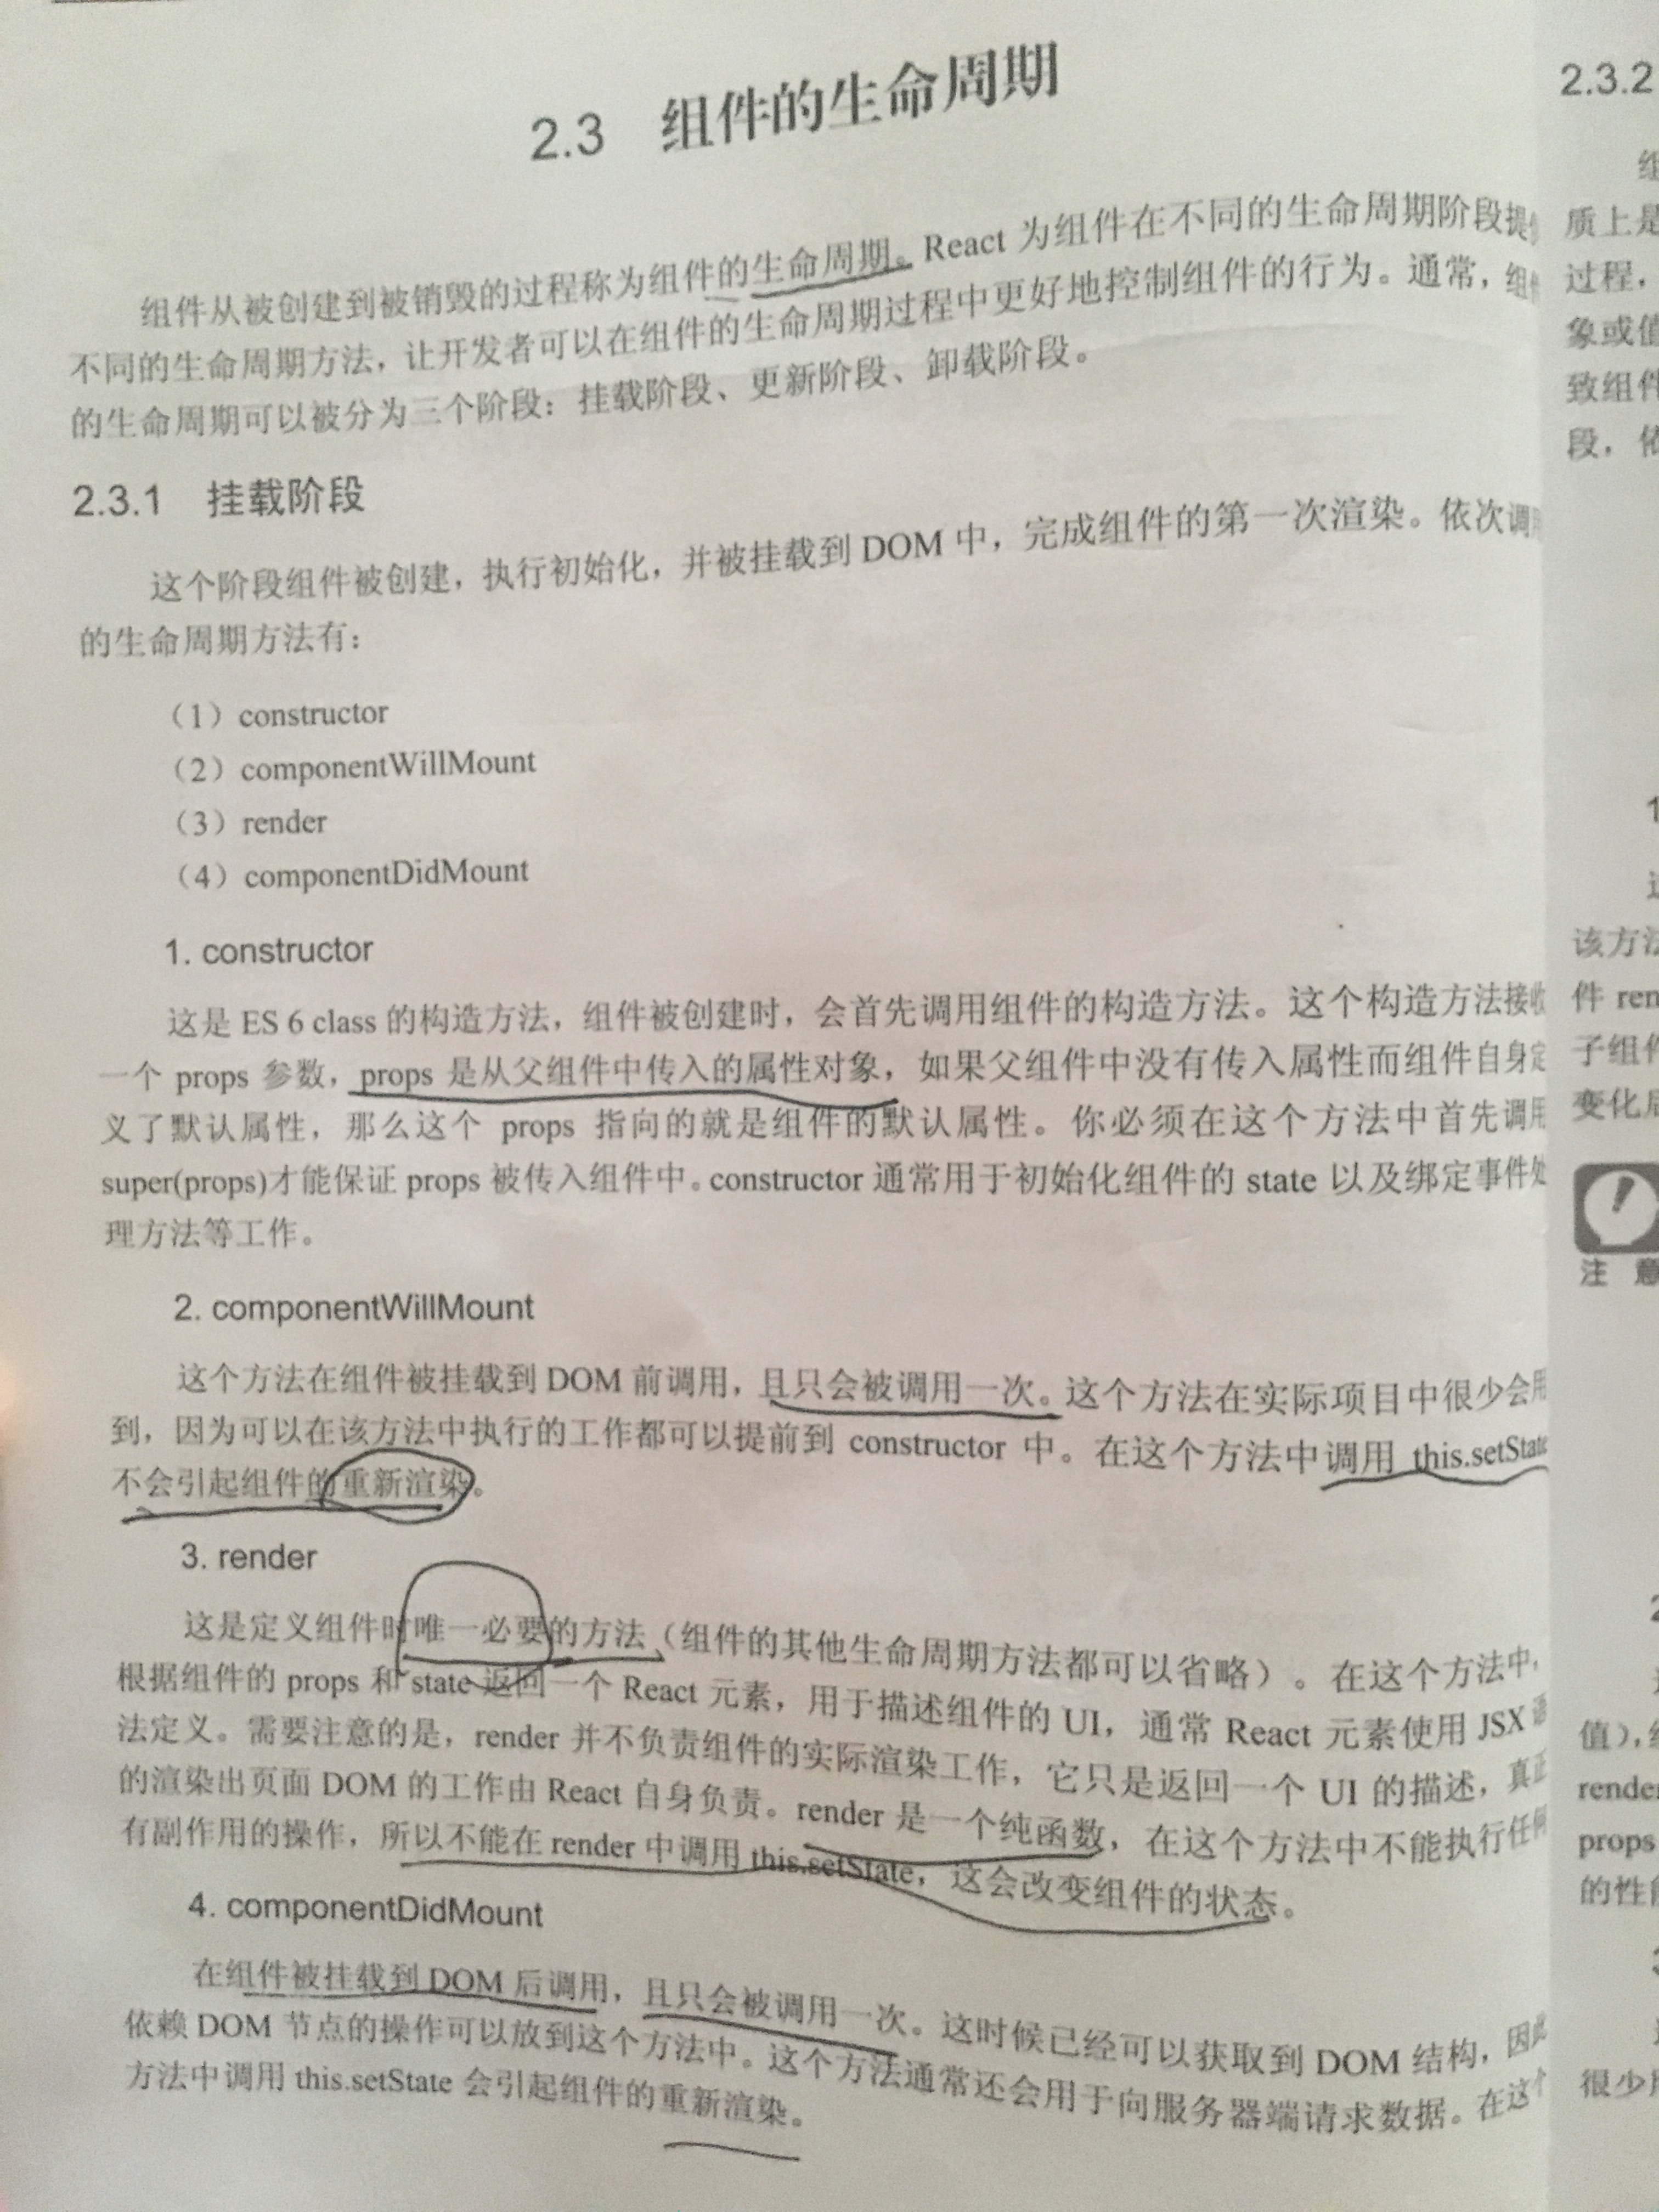 2.3 组件的生命周期
组件从被创建到被销毁的过程称为组件的生命周期。React 为组件在不同的生命周期阶段提
不同的生命周期方法，让开发者可以在组件的生命周期过程中更好地控制组件的行为。通常，组
的生命周期可以被分为三个阶段：挂载阶段、更新阶段、卸载阶段。
2.3.1 挂载阶段
这个阶段组件被创建，执行初始化，并被挂载到 DOM 中，完成组件的第一次渲染。依次调
的生命周期方法有：
（1）constructor
（2）componentWillMount
（3）render
（4）componentDidMount
1. constructor
这是 ES 6 class 的构造方法，组件被创建时，会首先调用组件的构造方法。这个构造方法接收
一个 props 参数，props 是从父组件中传入的属性对象，如果父组件中没有传入属性而组件自身定
义了默认属性，那么这个 props 指向的就是组件的默认属性。你必须在这个方法中首先调用
super(props)才能保证 props 被传入组件中。constructor 通常用于初始化组件的 state 以及绑定事件处
理方法等工作。
2. componentWillMount
这个方法在组件被挂载到 DOM 前调用，且只会被调用一次。这个方法在实际项目中很少会用
到，因为可以在该方法中执行的工作都可以提前到 constructor 中。在这个方法中调用 this.setState
不会引起组件的重新渲染。
3. render
这是定义组件时唯一必要的方法（组件的其他生命周期方法都可以省略）。在这个方法中，
根据组件的 props 和 state 返回一个 React 元素，用于描述组件的 UI，通常 React 元素使用 JSX 语
法定义。需要注意的是，render 并不负责组件的实际渲染工作，它只是返回一个 UI 的描述，真正
的渲染出页面 DOM 的工作由 React 自身负责。render 是一个纯函数，在这个方法中不能执行任何
有副作用的操作，所以不能在 render 中调用 this.setState，这会改变组件的状态。
4. componentDidMount
在组件被挂载到 DOM 后调用，且只会被调用一次。这时候已经可以获取到 DOM 结构，因此
依赖 DOM 节点的操作可以放到这个方法中。这个方法通常还会用于向服务器端请求数据。在这个
方法中调用 this.setState 会引起组件的重新渲染。
2.3.2
组
质上是
过程，
象或值
致组件
段，依
该方法
件 ren
子组件
变化
注 意
值），
render
props
的性能
很少